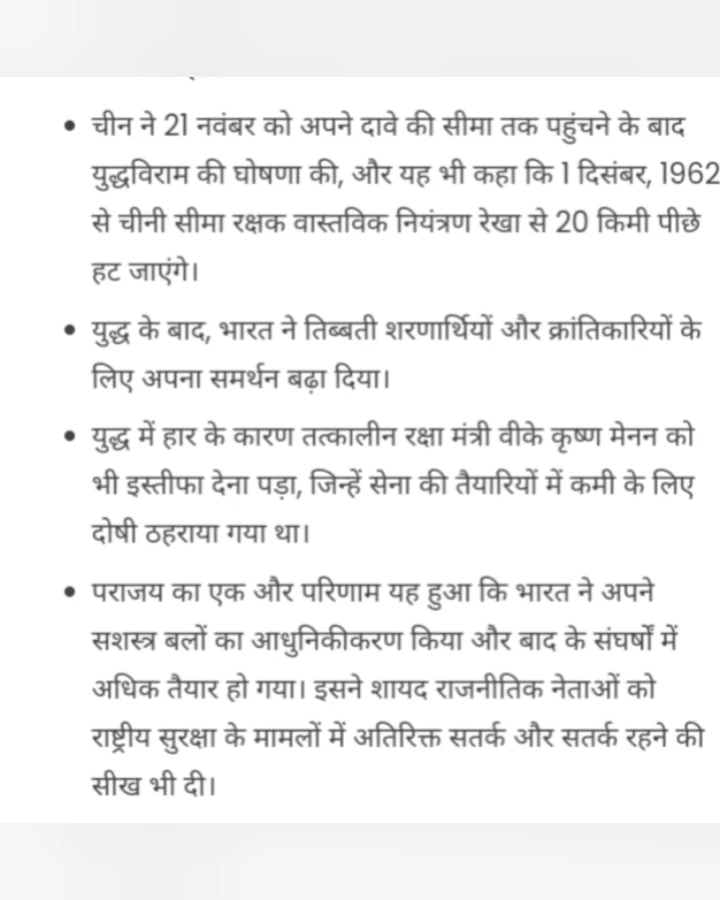 • चीन ने 21 नवंबर को अपने दावे की सीमा तक पहुंचने के बाद
युद्धविराम की घोषणा की, और यह भी कहा कि 1 दिसंबर, 1962
से चीनी सीमा रक्षक वास्तविक नियंत्रण रेखा से 20 किमी पीछे
हट जाएंगे।
• युद्ध के बाद, भारत ने तिब्बती शरणार्थियों और क्रांतिकारियों के
लिए अपना समर्थन बढ़ा दिया।
• युद्ध में हार के कारण तत्कालीन रक्षा मंत्री वीके कृष्ण मेनन को
भी इस्तीफा देना पड़ा, जिन्हें सेना की तैयारियों में कमी के लिए
दोषी ठहराया गया था।
• पराजय का एक और परिणाम यह हुआ कि भारत ने अपने
सशस्त्र बलों का आधुनिकीकरण किया और बाद के संघर्षों में
अधिक तैयार हो गया। इसने शायद राजनीतिक नेताओं को
राष्ट्रीय सुरक्षा के मामलों में अतिरिक्त सतर्क और सतर्क रहने की
सीख भी दी।